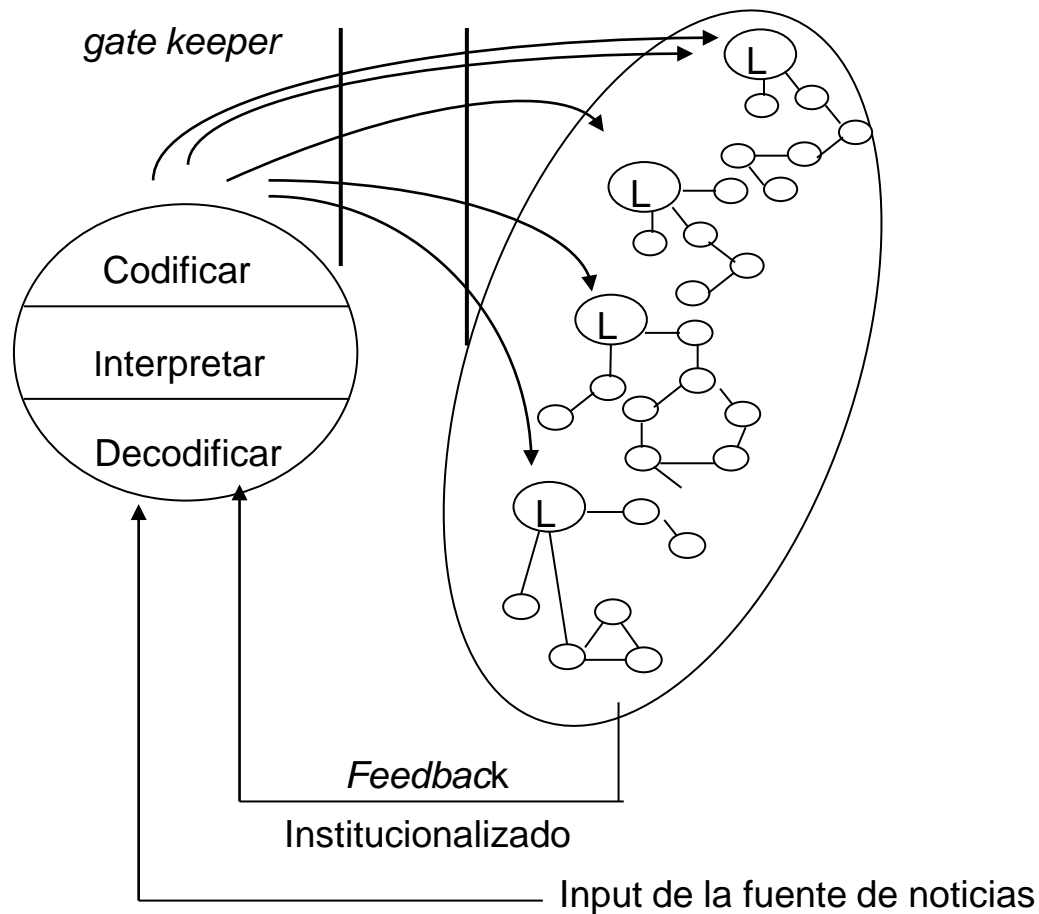 gate keeper
L
L
Codificar
L
Interpretar
Decodificar
L
Feedback
Institucionalizado
Input de la fuente de noticias